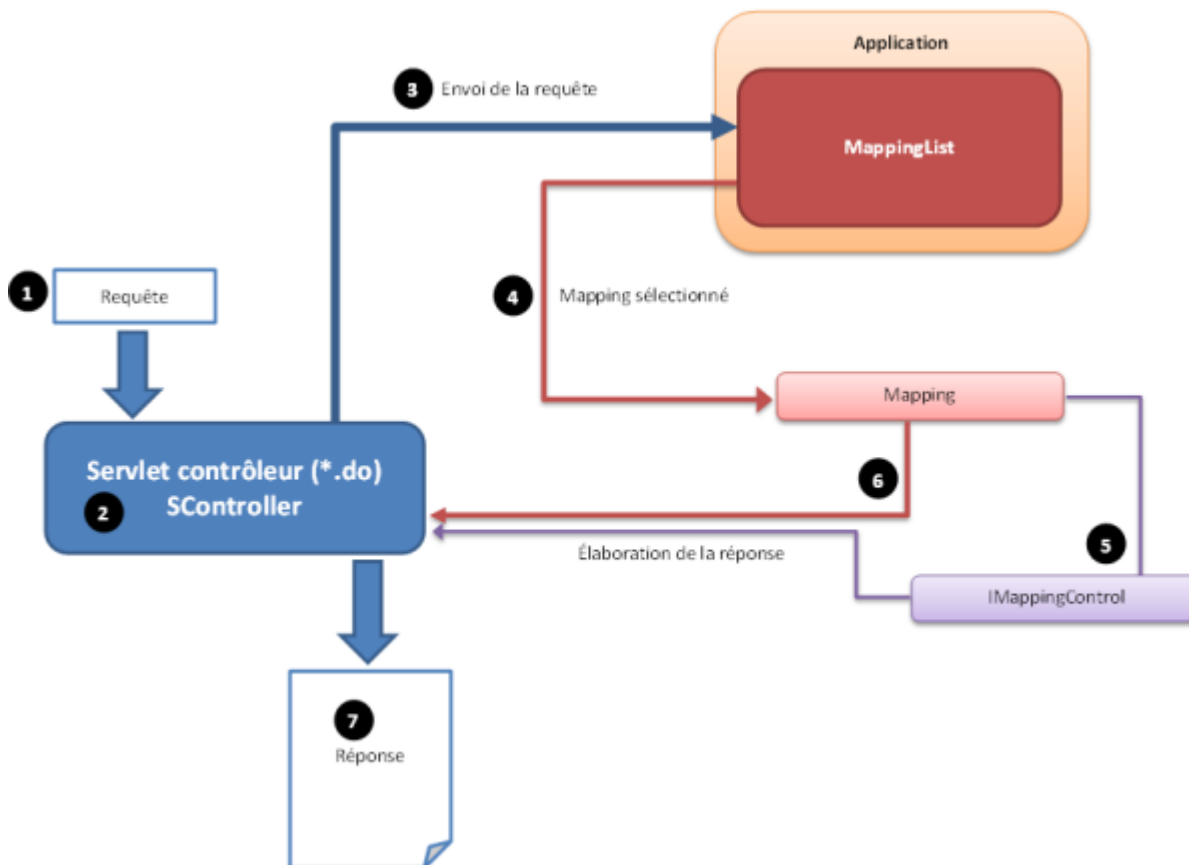 Application
3 Envoi de la requête
MappingList
1 Requête
4 Mapping sélectionné
Mapping
Servlet contrôleur (*.do)
SController
2
6
Élaboration de la réponse
5
IMappingControl
7
Réponse